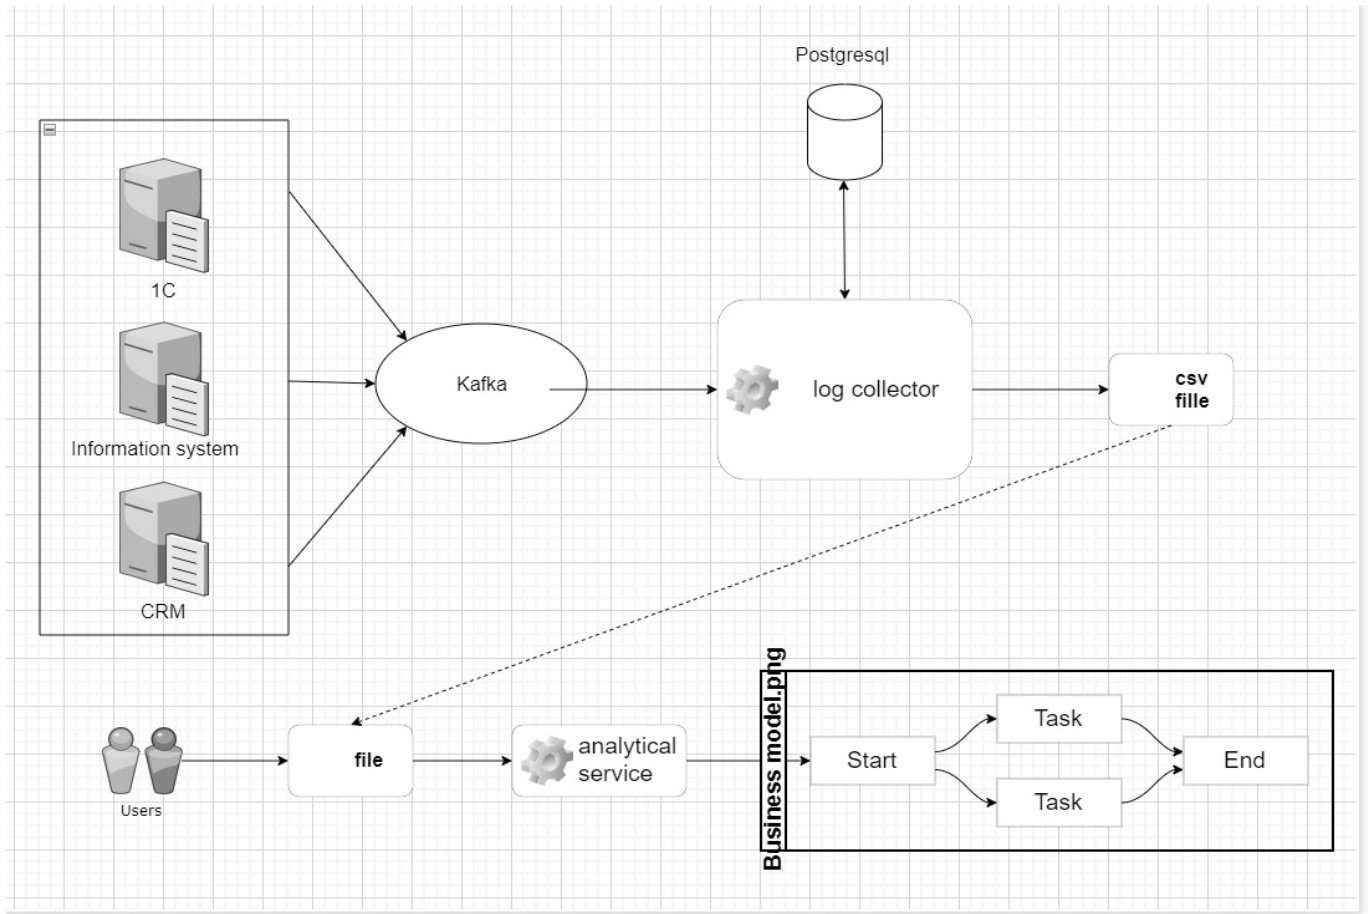 Postgresql
1C
Information system
CRM
Kafka
log collector
csv
fille
Users
file
analytical
service
Business model.png
Start
Task
Task
End